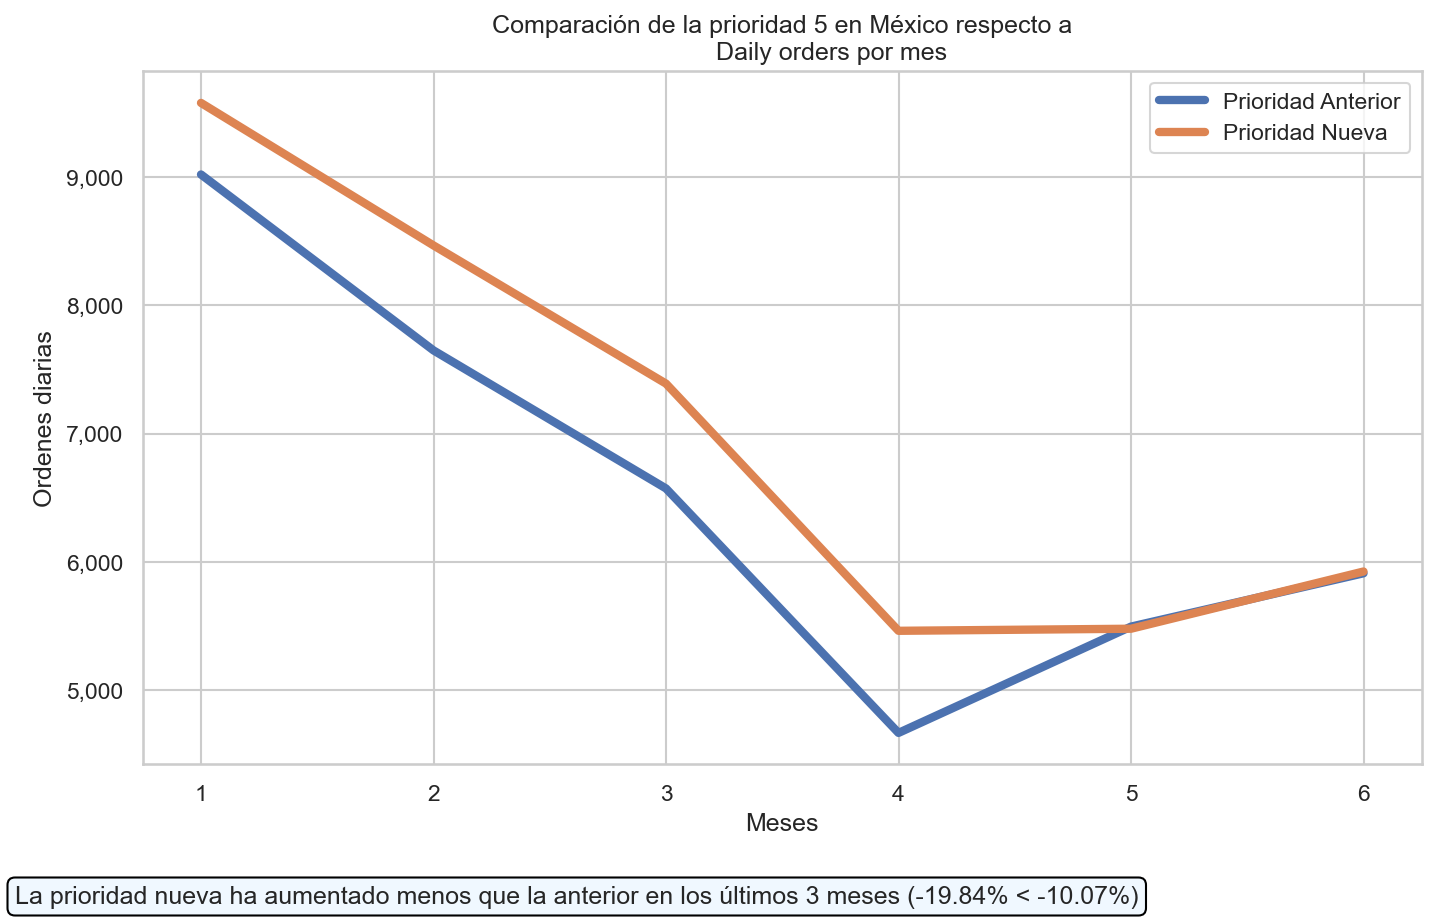 Comparación de la prioridad 5 en México respecto a
Daily orders por mes
Prioridad Anterior
Prioridad Nueva
Ordenes diarias
9,000
8,000
7,000
6,000
5,000
1 2 3 4 5 6
Meses
La prioridad nueva ha aumentado menos que la anterior en los últimos 3 meses (-19.84% < -10.07%)